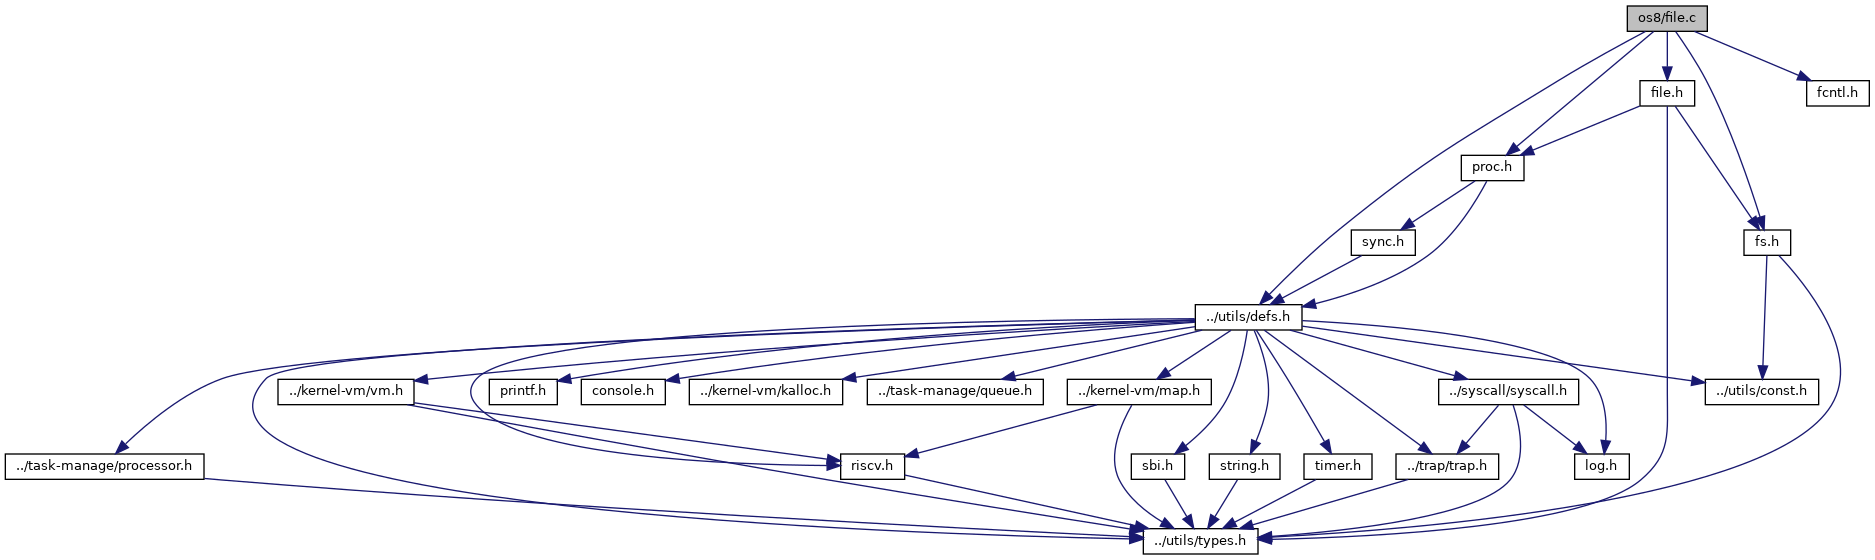 os8/file.c
file.h
fcntl.h
proc.h
sync.h
fs.h
../utils/defs.h
../kernel-vm/vm.h
printf.h
console.h
../kernel-vm/kalloc.h
../task-manage/queue.h
../kernel-vm/map.h
../syscall/syscall.h
../utils/const.h
../task-manage/processor.h
riscv.h
sbi.h
string.h
timer.h
../trap/trap.h
log.h
../utils/types.h